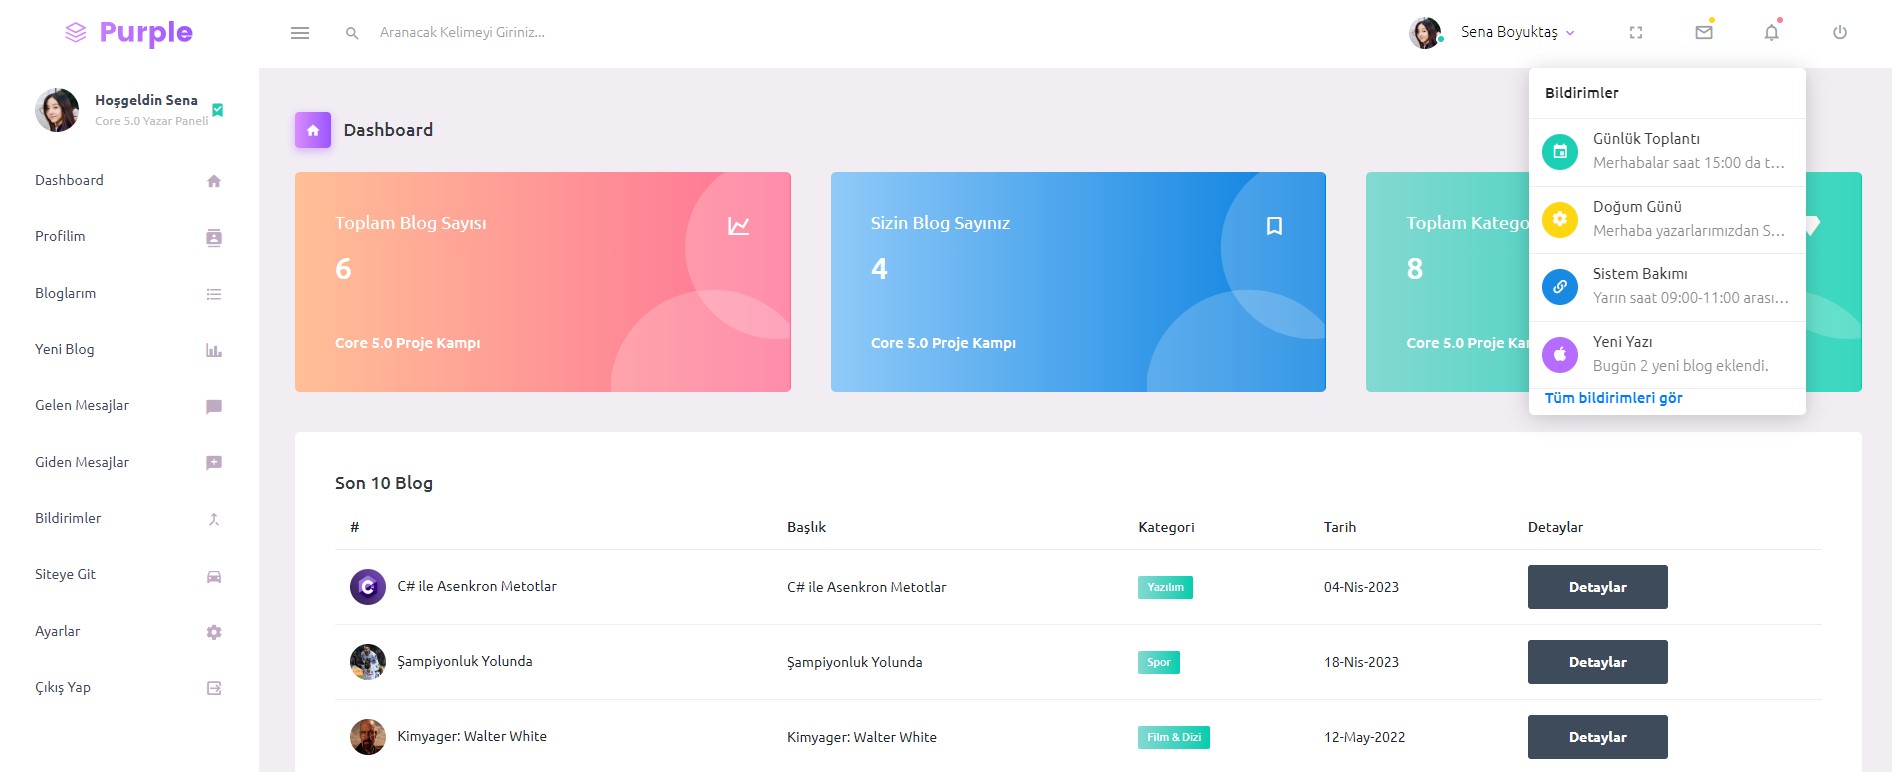 Purple
Aranacak Kelimeyi Giriniz...
Sena Boyuktaş
Hoşgeldin Sena
Core 5.0 Yazar Paneli
Dashboard
Profilim
Bloglarım
Yeni Blog
Gelen Mesajlar
Giden Mesajlar
Bildirimler
Siteye Git
Ayarlar
Çıkış Yap
Dashboard
Toplam Blog Sayısı
6
Core 5.0 Proje Kampı
Sizin Blog Sayınız
4
Core 5.0 Proje Kampı
Toplam Katego
8
Core 5.0 Proje Kar
Bildirimler
Günlük Toplantı
Merhabalar saat 15:00 da t...
Doğum Günü
Merhaba yazarlarımızdan S...
Sistem Bakımı
Yarın saat 09:00-11:00 arası...
Yeni Yazı
Bugün 2 yeni blog eklendi.
Tüm bildirimleri gör
Son 10 Blog
# Başlık Kategori Tarih Detaylar
C# ile Asenkron Metotlar C# ile Asenkron Metotlar Yazılım 04-Nis-2023 Detaylar
Şampiyonluk Yolunda Şampiyonluk Yolunda Spor 18-Nis-2023 Detaylar
Kimyager: Walter White Kimyager: Walter White Film & Dizi 12-May-2022 Detaylar